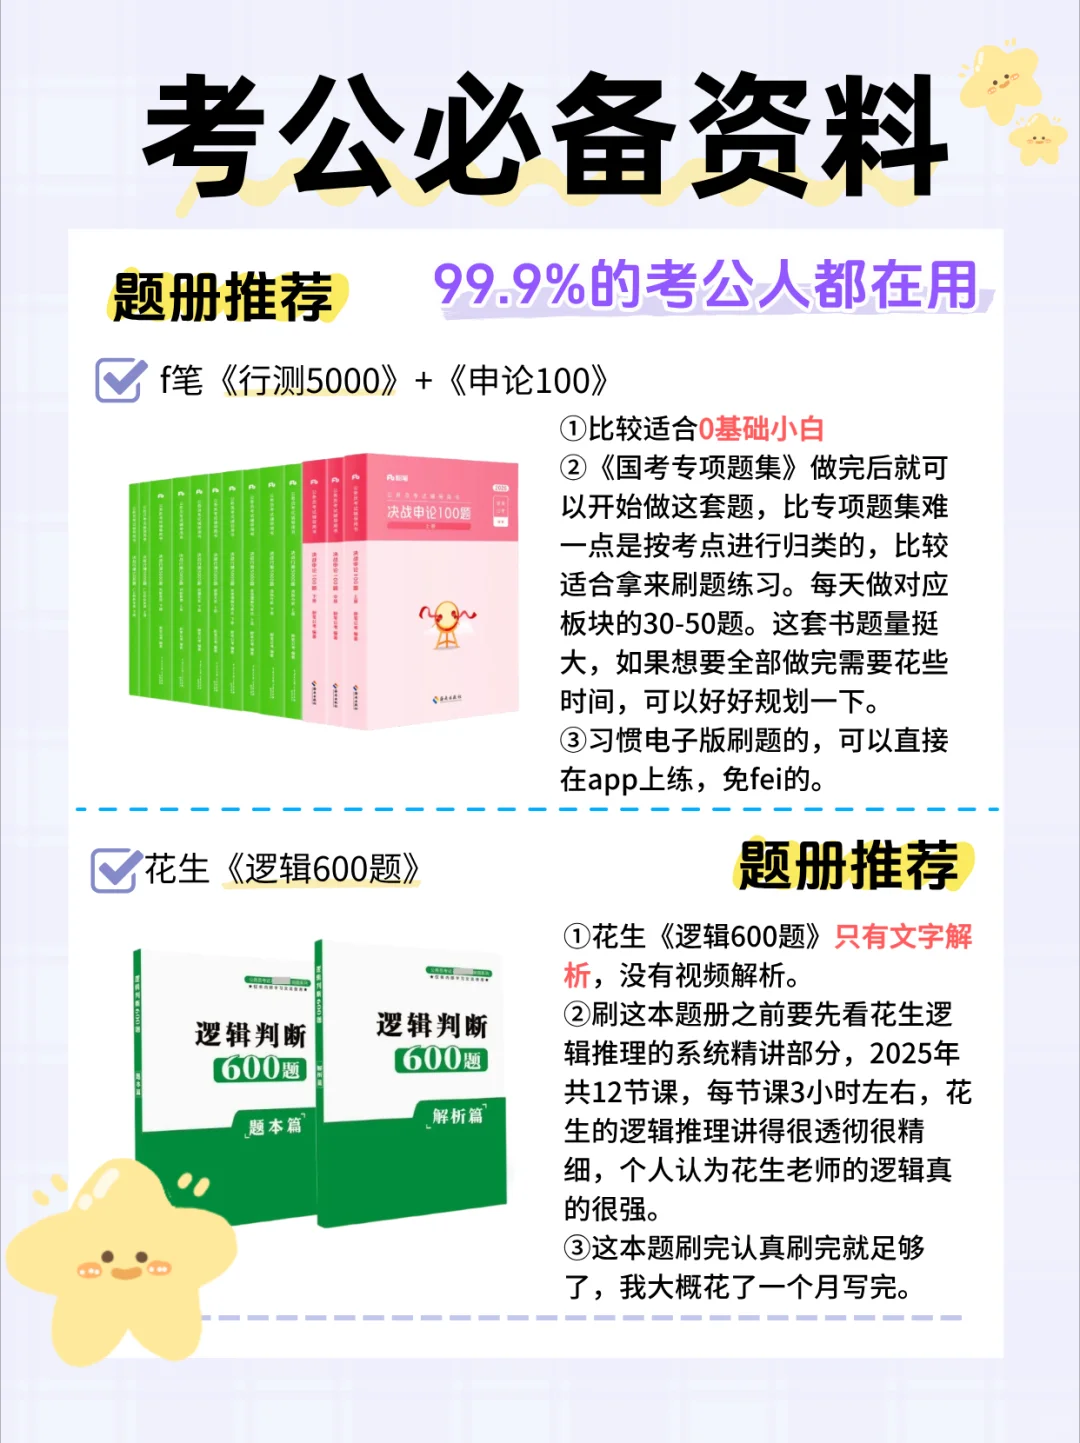 考公必备资料
题册推荐
99.9%的考公人都在用
f笔《行测5000》+《申论100》
①比较适合0基础小白
②《国考专项题集》做完后就可
以开始做这套题，比专项题集难
一点是按考点进行归类的，比较
适合拿来刷题练习。每天做对应
板块的30-50题。这套书题量挺
大，如果想要全部做完需要花些
时间，可以好好规划一下。
③习惯电子版刷题的，可以直接
在app上练，免fei的。
决战申论100题
花生《逻辑600题》
题册推荐
①花生《逻辑600题》只有文字解
析，没有视频解析。
②刷这本题册之前要先看花生逻
辑推理的系统精讲部分，2025年
共12节课，每节课3小时左右，花
生的逻辑推理讲得很透彻很精
细，个人认为花生老师的逻辑真
的很强。
③这本题刷完认真刷完就足够
了，我大概花了一个月写完。
逻辑判断
600题
题本篇
逻辑判断
600题
解析篇